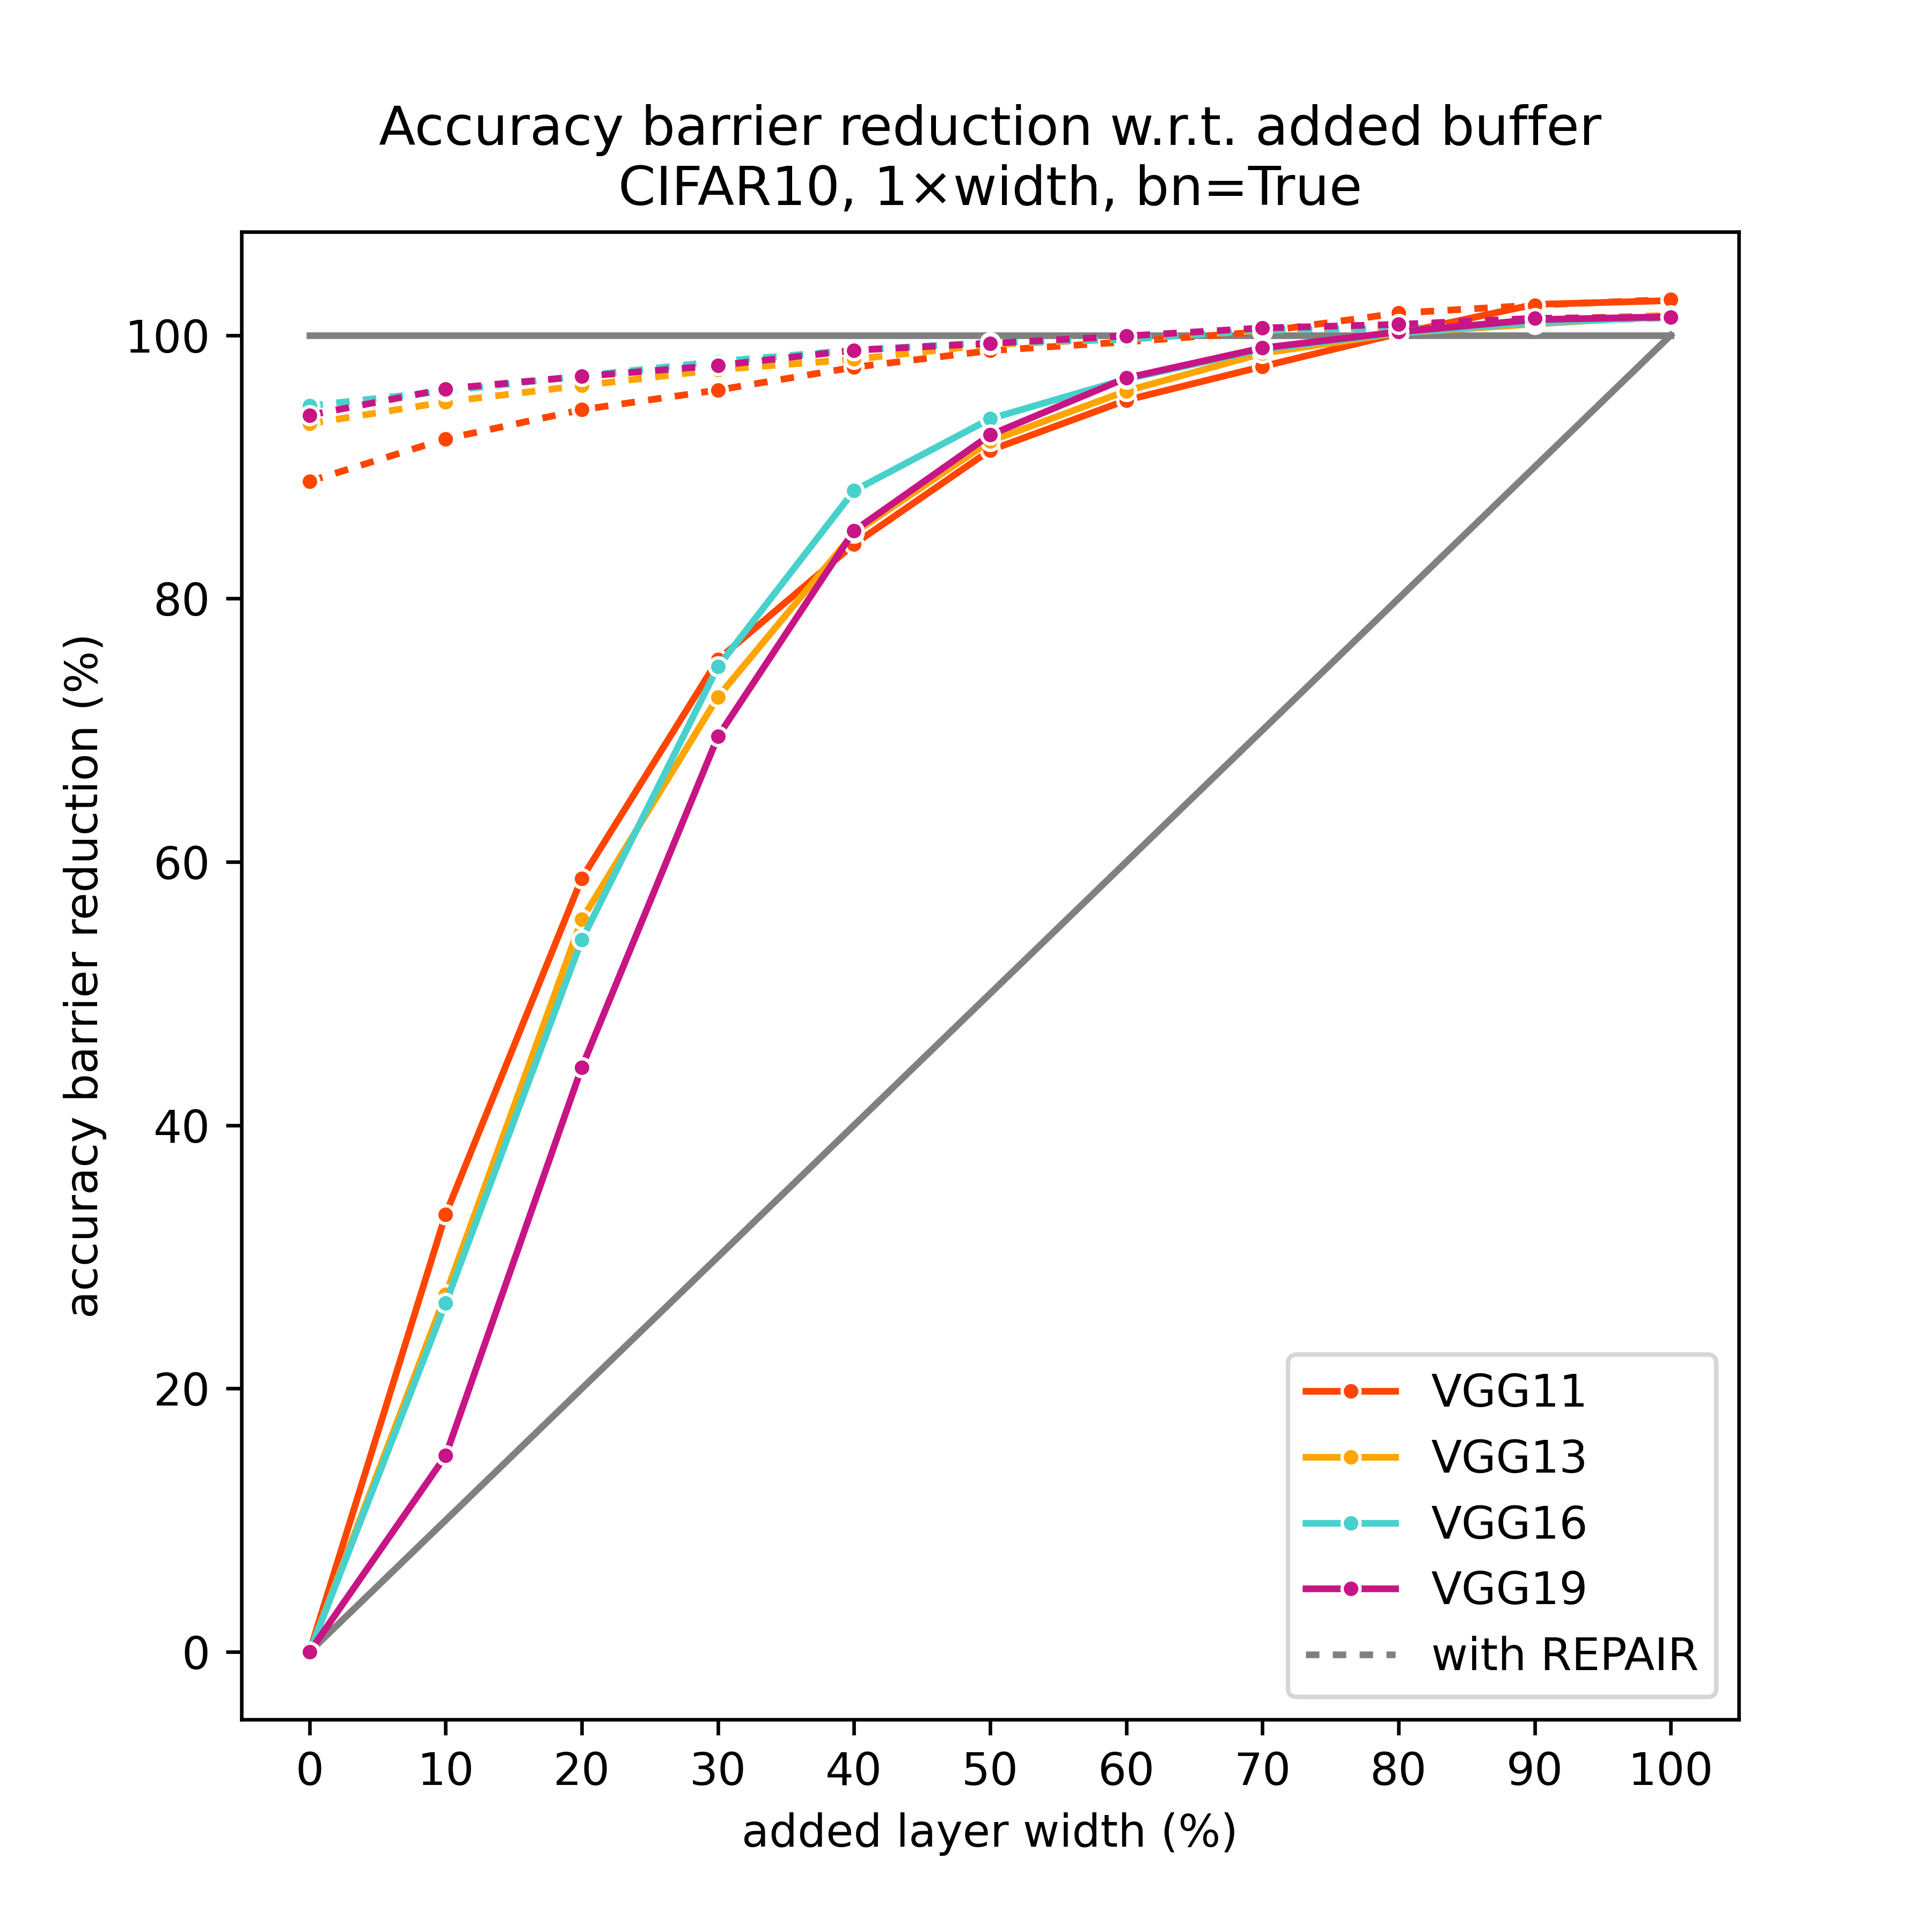 Accuracy barrier reduction w.r.t. added buffer
CIFAR10, 1×width, bn=True
accuracy barrier reduction (%)
100
80
60
40
20
0
0 10 20 30 40 50 60 70 80 90 100
added layer width (%)
VGG11
VGG13
VGG16
VGG19
with REPAIR